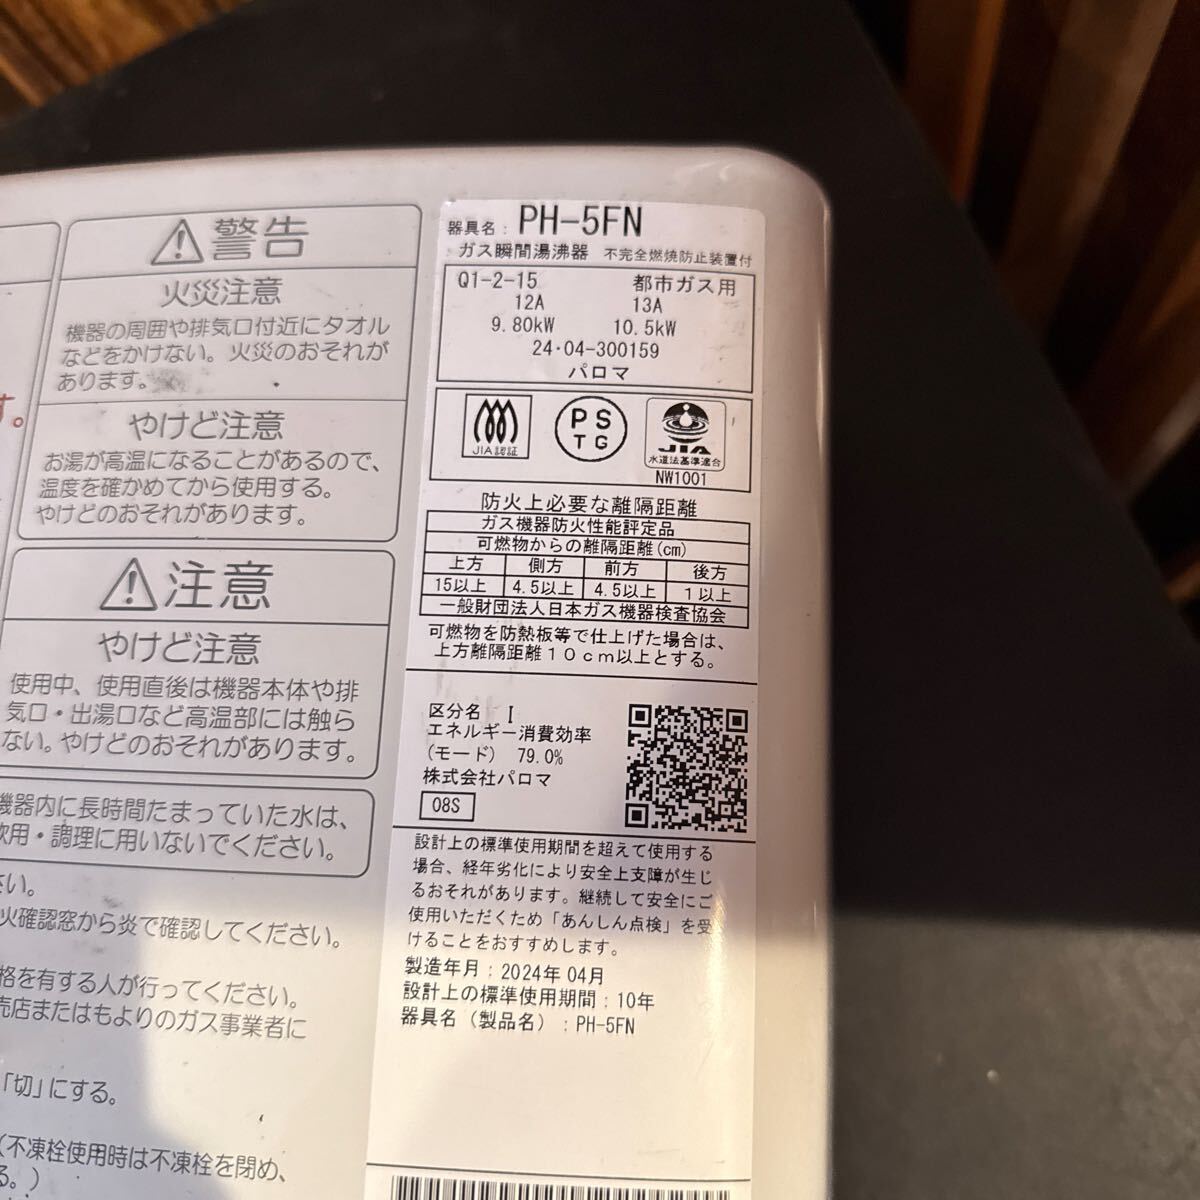 警告
火災注意
機器の周囲や排気口付近にタオル
などをかけない。火災のおそれが
あります。
す。
やけど注意
お湯が高温になることがあるので、
温度を確かめてから使用する。
やけどのおそれがあります。
注意
やけど注意
使用中、使用直後は機器本体や排
気口・出湯口など高温部には触ら
ない。やけどのおそれがあります。
機器内に長時間たまっていた水は、
飲用・調理に用いないでください。
さい。
火確認窓から炎で確認してください。
格を有する人が行ってください。
売店またはもよりのガス事業者に
「切」にする。
(不凍栓使用時は不凍栓を閉め、
る。)
器具名: PH-5FN
ガス瞬間湯沸器 不完全燃焼防止装置付
Q1-2-15 都市ガス用
12A 13A
9.80kW 10.5kW
24・04-300159
パロマ
JIA認証
PS
TG
JIA
水道法基準適合
NW1001
防火上必要な離隔距離
ガス機器防火性能評定品
可燃物からの離隔距離(cm)
上方 側方 前方 後方
15以上 4.5以上 4.5以上 1以上
一般財団法人日本ガス機器検査協会
可燃物を防熱板等で仕上げた場合は、
上方離隔距離10cm以上とする。
区分名 I
エネルギー消費効率
(モード) 79.0%
株式会社パロマ
08S
設計上の標準使用期間を超えて使用する
場合、経年劣化により安全上支障が生じ
るおそれがあります。継続して安全にご
使用いただくため「あんしん点検」を受
けることをおすすめします。
製造年月:2024年04月
設計上の標準使用期間:10年
器具名(製品名):PH-5FN